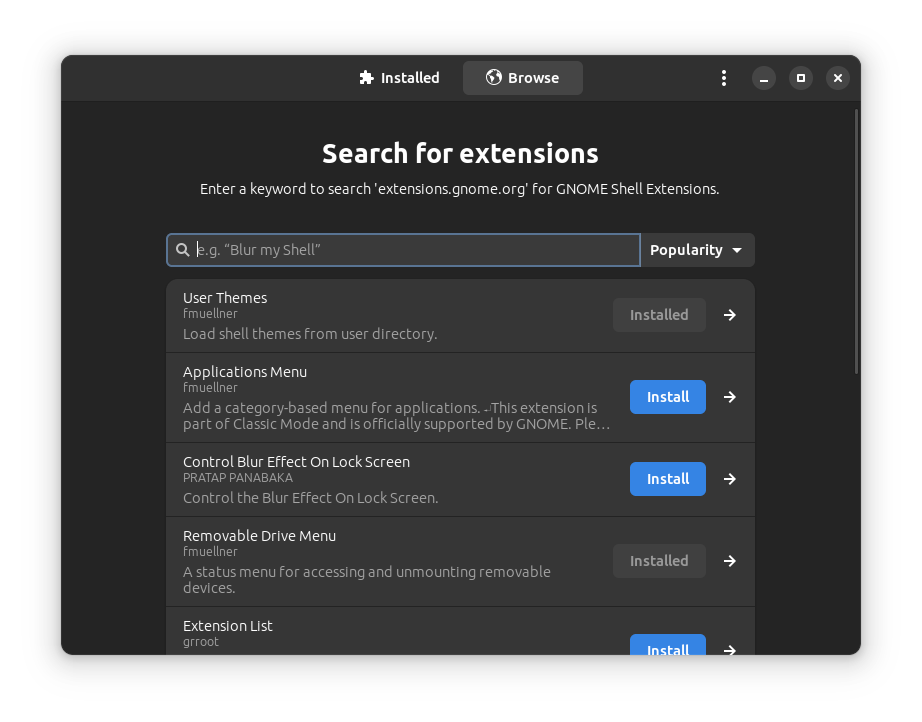 Installed
Browse
Search for extensions
Enter a keyword to search 'extensions.gnome.org' for GNOME Shell Extensions.
e.g. “Blur my Shell”
Popularity
User Themes
fmuellner
Load shell themes from user directory.
Installed
Applications Menu
fmuellner
Add a category-based menu for applications. ↵This extension is
part of Classic Mode and is officially supported by GNOME. Ple…
Install
Control Blur Effect On Lock Screen
PRATAP PANABAKA
Control the Blur Effect On Lock Screen.
Install
Removable Drive Menu
fmuellner
A status menu for accessing and unmounting removable
devices.
Installed
Extension List
grroot
Install